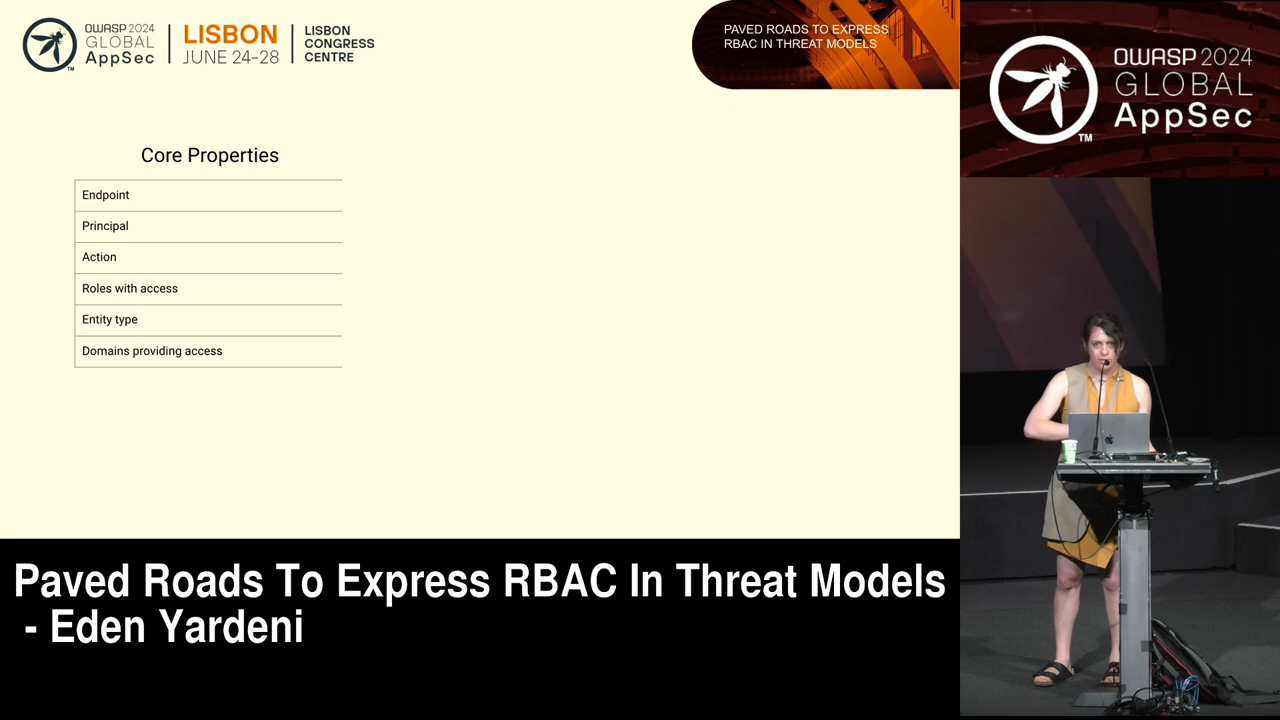 OWASP 2024
GLOBAL
AppSec
TM
LISBON
JUNE 24-28
LISBON
CONGRESS
CENTRE
PAVED ROADS TO EXPRESS
RBAC IN THREAT MODELS
OWASP 2024
GLOBAL
AppSec
TM
Core Properties
Endpoint
Principal
Action
Roles with access
Entity type
Domains providing access
Paved Roads To Express RBAC In Threat Models
- Eden Yardeni